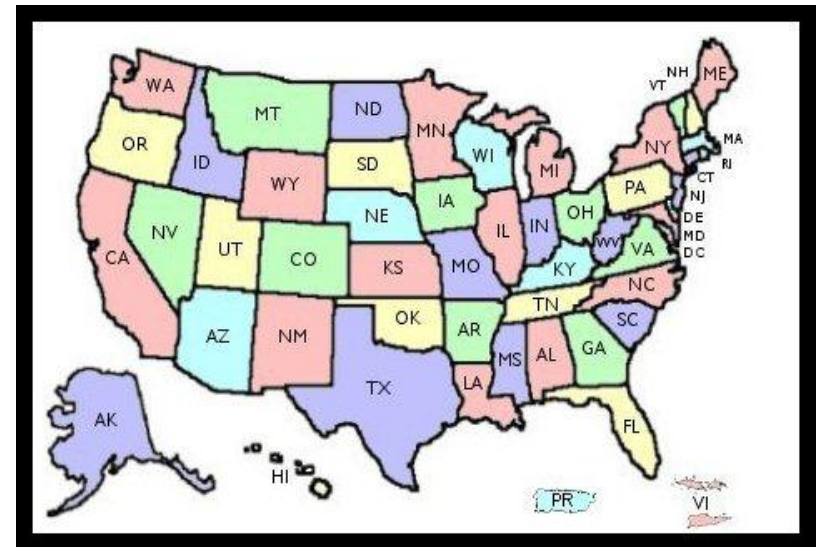 WA
MT
ND
MN
VT
NH
ME
OR
ID
SD
WI
MI
NY
MA
RI
CT
WY
IA
PA
NJ
NE
OH
DE
NV
IL
IN
WV
VA
MD
DC
UT
CO
CA
KS
MO
KY
NC
TN
AZ
NM
OK
AR
SC
MS
AL
GA
TX
LA
AK
FL
HI
PR
VI